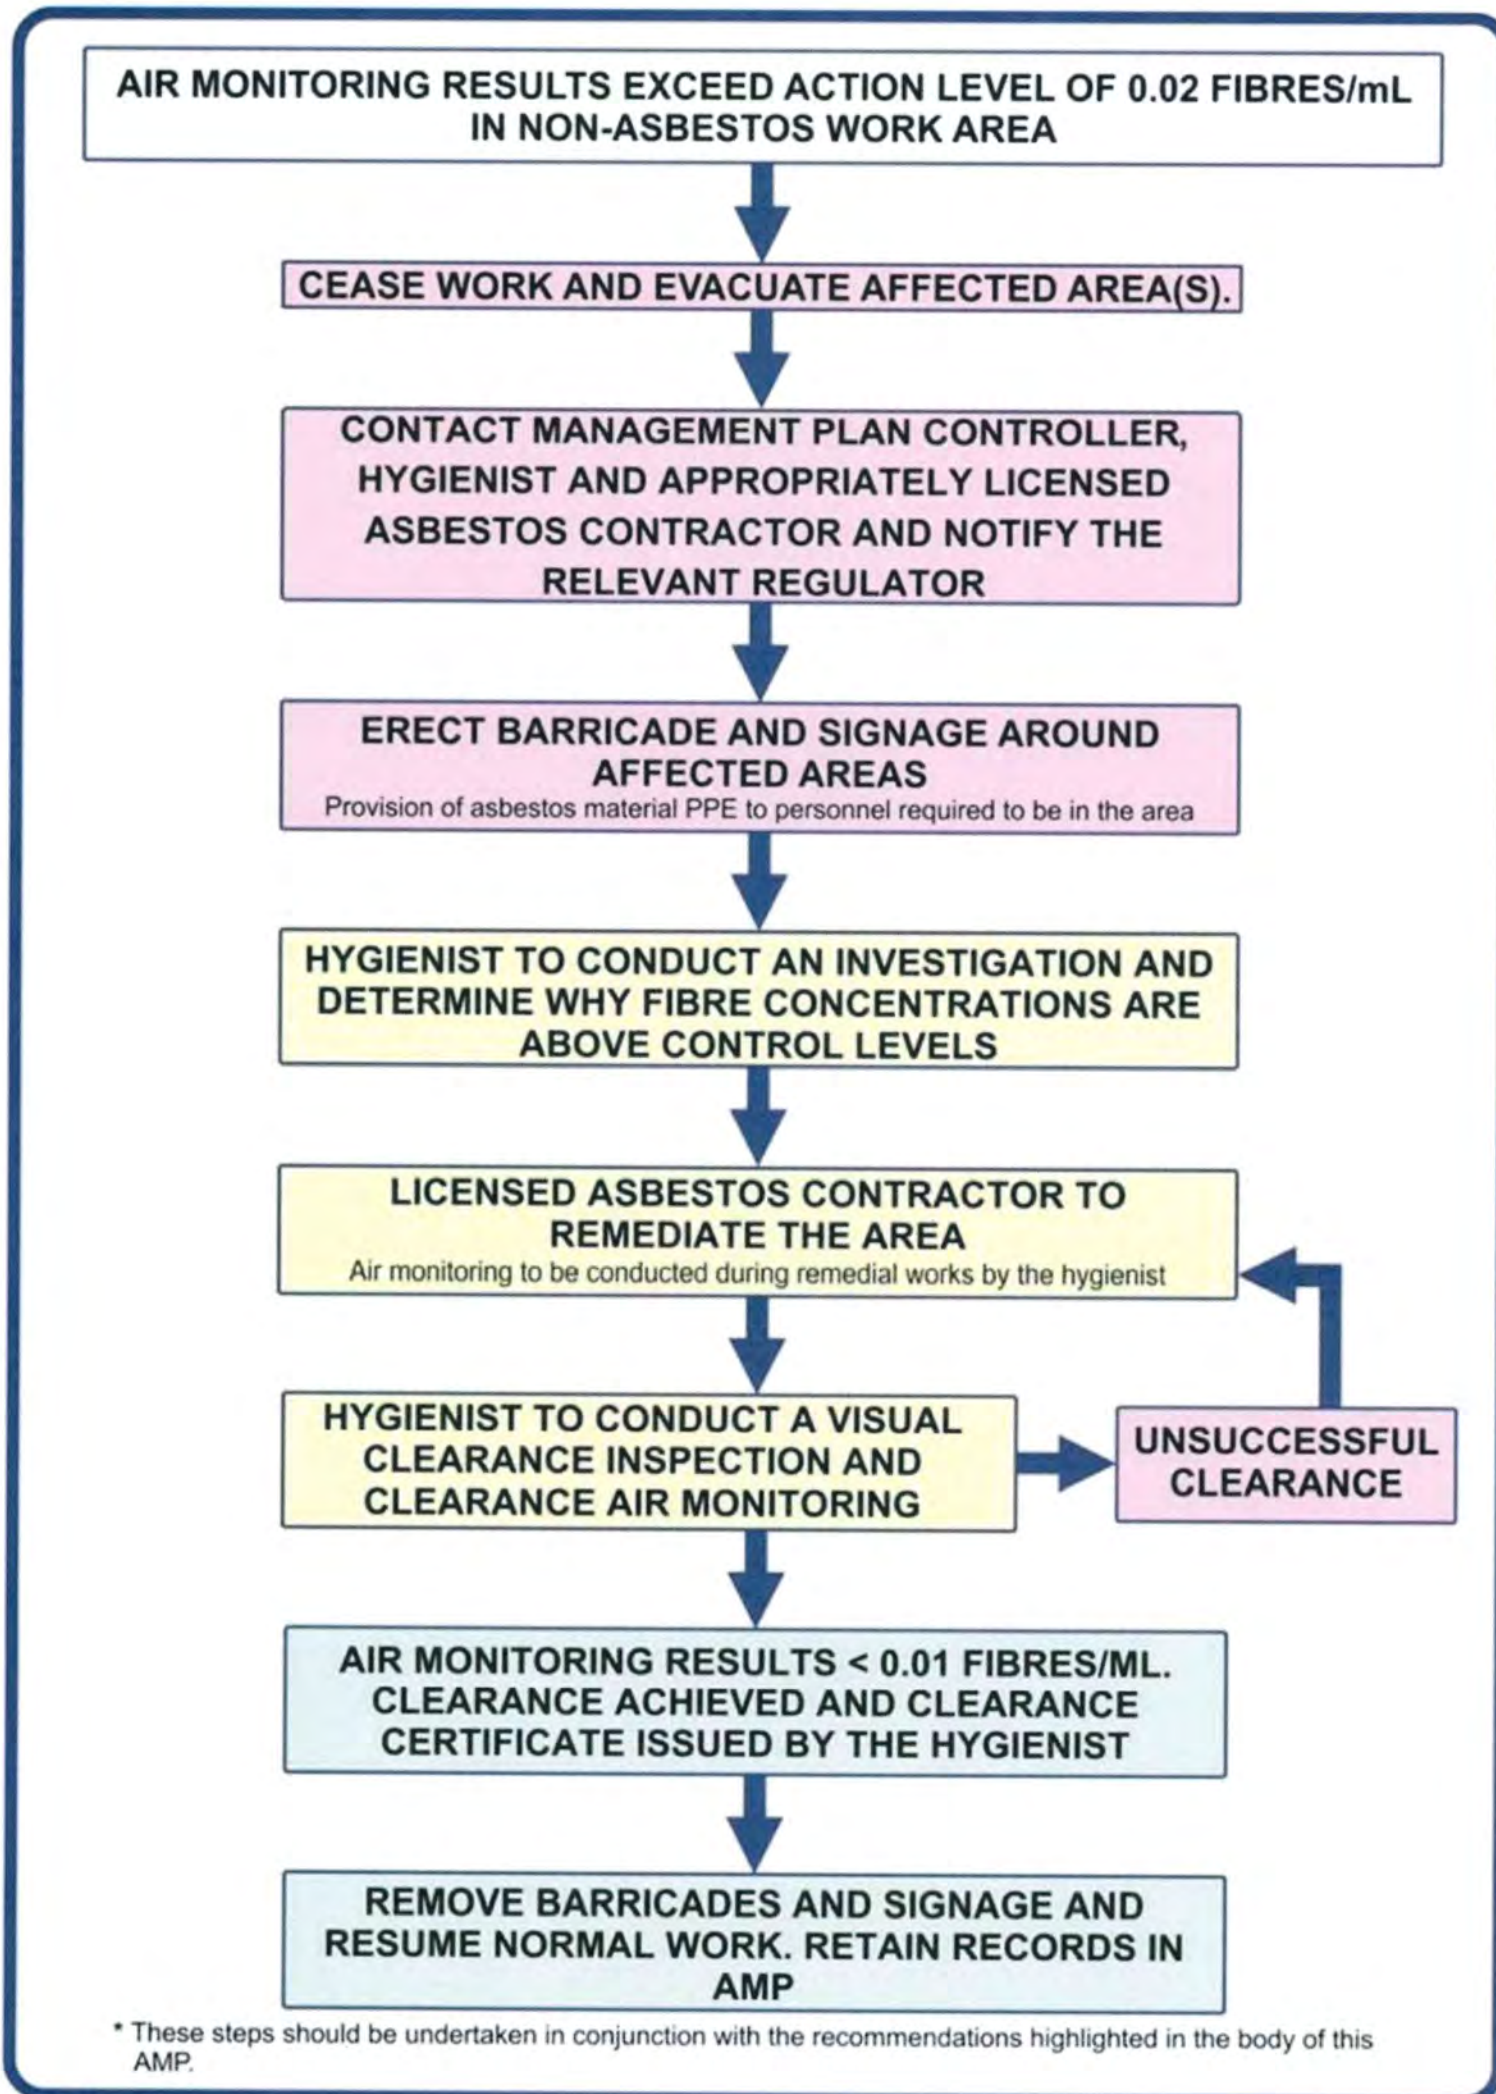 AIR MONITORING RESULTS EXCEED ACTION LEVEL OF 0.02 FIBRES/mL
IN NON-ASBESTOS WORK AREA
CEASE WORK AND EVACUATE AFFECTED AREA(S).
CONTACT MANAGEMENT PLAN CONTROLLER,
HYGIENIST AND APPROPRIATELY LICENSED
ASBESTOS CONTRACTOR AND NOTIFY THE
RELEVANT REGULATOR
ERECT BARRICADE AND SIGNAGE AROUND
AFFECTED AREAS
Provision of asbestos material PPE to personnel required to be in the area
HYGIENIST TO CONDUCT AN INVESTIGATION AND
DETERMINE WHY FIBRE CONCENTRATIONS ARE
ABOVE CONTROL LEVELS
LICENSED ASBESTOS CONTRACTOR TO
REMEDIATE THE AREA
Air monitoring to be conducted during remedial works by the hygienist
HYGIENIST TO CONDUCT A VISUAL
CLEARANCE INSPECTION AND
CLEARANCE AIR MONITORING
UNSUCCESSFUL
CLEARANCE
AIR MONITORING RESULTS < 0.01 FIBRES/ML.
CLEARANCE ACHIEVED AND CLEARANCE
CERTIFICATE ISSUED BY THE HYGIENIST
REMOVE BARRICADES AND SIGNAGE AND
RESUME NORMAL WORK. RETAIN RECORDS IN
AMP
* These steps should be undertaken in conjunction with the recommendations highlighted in the body of this
AMP.